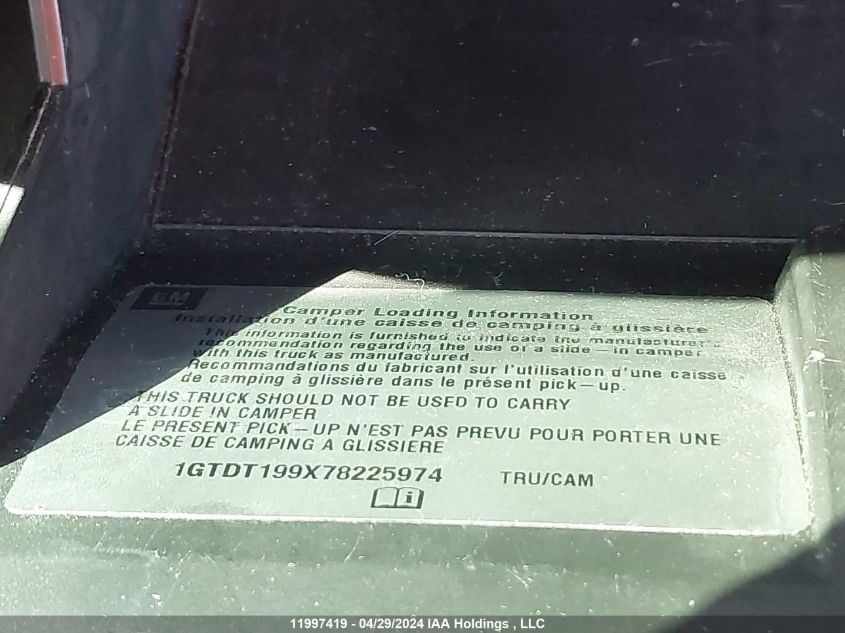 GM
Camper Loading Information
Installation d'une caisse de camping à glissière
This information is furnished to indicate the manufacturer's
recommendation regarding the use of a slide-in camper
with this truck as manufactured.
Recommandations du fabricant sur l'utilisation d'une caisse
de camping à glissière dans le présent pick-up.
THIS TRUCK SHOULD NOT BE USED TO CARRY
A SLIDE IN CAMPER
LE PRESENT PICK-UP N'EST PAS PREVU POUR PORTER UNE
CAISSE DE CAMPING A GLISSIERE
1GTDT199X78225974 TRU/CAM
11997419 - 04/29/2024 IAA Holdings , LLC